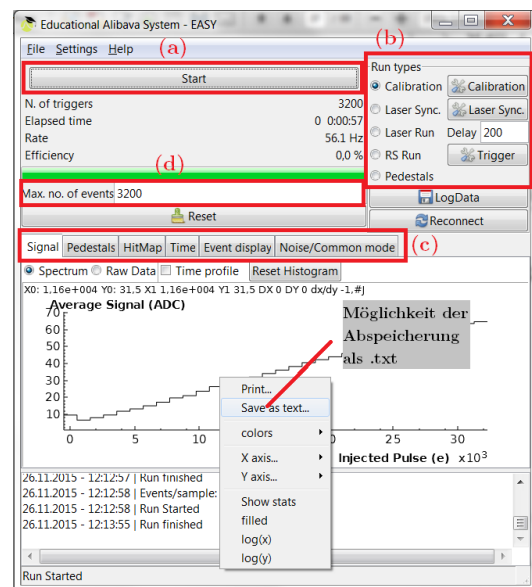 Educational Alibava System - EASY
File Settings Help
(a)
(b)
Start
Run types
Calibration Calibration
Laser Sync. Laser Sync.
Laser Run Delay 200
RS Run Trigger
Pedestals
N. of triggers 3200
Elapsed time 0 0:00:57
Rate 56.1 Hz
Efficiency 0,0 %
(d)
Max. no. of events 3200
LogData
Reset
Reconnect
Signal Pedestals HitMap Time Event display Noise/Common mode
(c)
Spectrum Raw Data Time profile Reset Histogram
X0: 1,16e+004 Y0: 31,5 X1 1,16e+004 Y1 31,5 DX 0 DY 0 dx/dy -1,#J
Average Signal (ADC)
70
60
50
40
30
20
10
0 5 10 25 30
Injected Pulse (e) x10³
Möglichkeit der
Abspeicherung
als .txt
Print...
Save as text...
colors
X axis...
Y axis...
Show stats
filled
log(x)
log(y)
26.11.2015 - 12:12:57 | Run finished
26.11.2015 - 12:12:58 | Events/sample:
26.11.2015 - 12:12:58 | Run Started
26.11.2015 - 12:13:55 | Run finished
Run Started